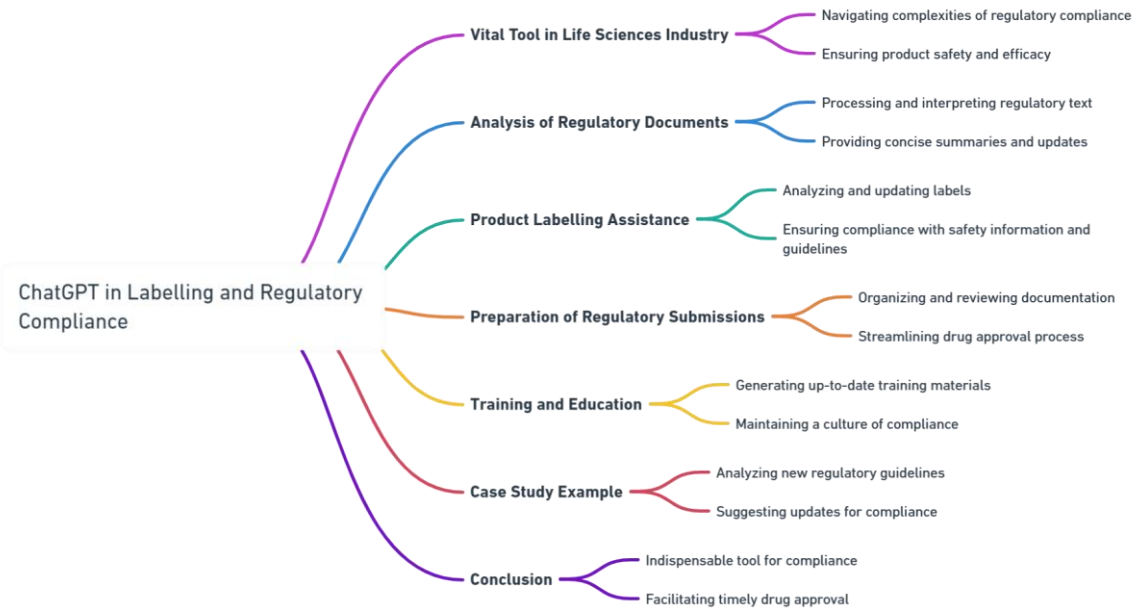 ChatGPT in Labelling and Regulatory
Compliance
Vital Tool in Life Sciences Industry
Navigating complexities of regulatory compliance
Ensuring product safety and efficacy
Analysis of Regulatory Documents
Processing and interpreting regulatory text
Providing concise summaries and updates
Product Labelling Assistance
Analyzing and updating labels
Ensuring compliance with safety information and
guidelines
Preparation of Regulatory Submissions
Organizing and reviewing documentation
Streamlining drug approval process
Training and Education
Generating up-to-date training materials
Maintaining a culture of compliance
Case Study Example
Analyzing new regulatory guidelines
Suggesting updates for compliance
Conclusion
Indispensable tool for compliance
Facilitating timely drug approval